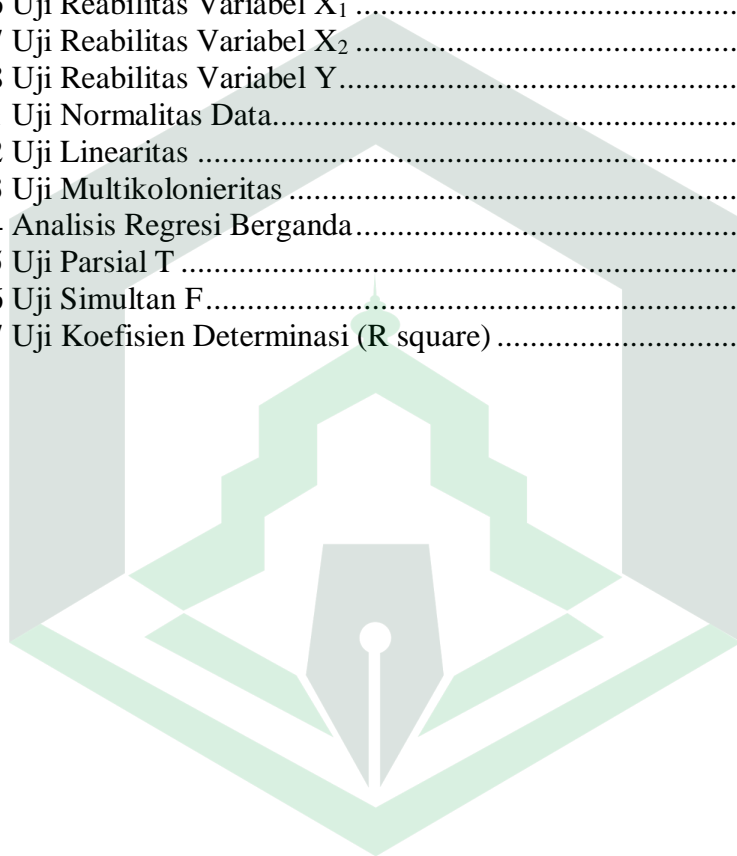 6 Uji Reabilitas Variabel X₁ ................................................
7 Uji Reabilitas Variabel X₂ ................................................
8 Uji Reabilitas Variabel Y..................................................
Uji Normalitas Data.........................................................
2 Uji Linearitas ..................................................................
3 Uji Multikolonieritas .......................................................
4 Analisis Regresi Berganda................................................
5 Uji Parsial T .....................................................................
6 Uji Simultan F...................................................................
7 Uji Koefisien Determinasi (R square) ..............................